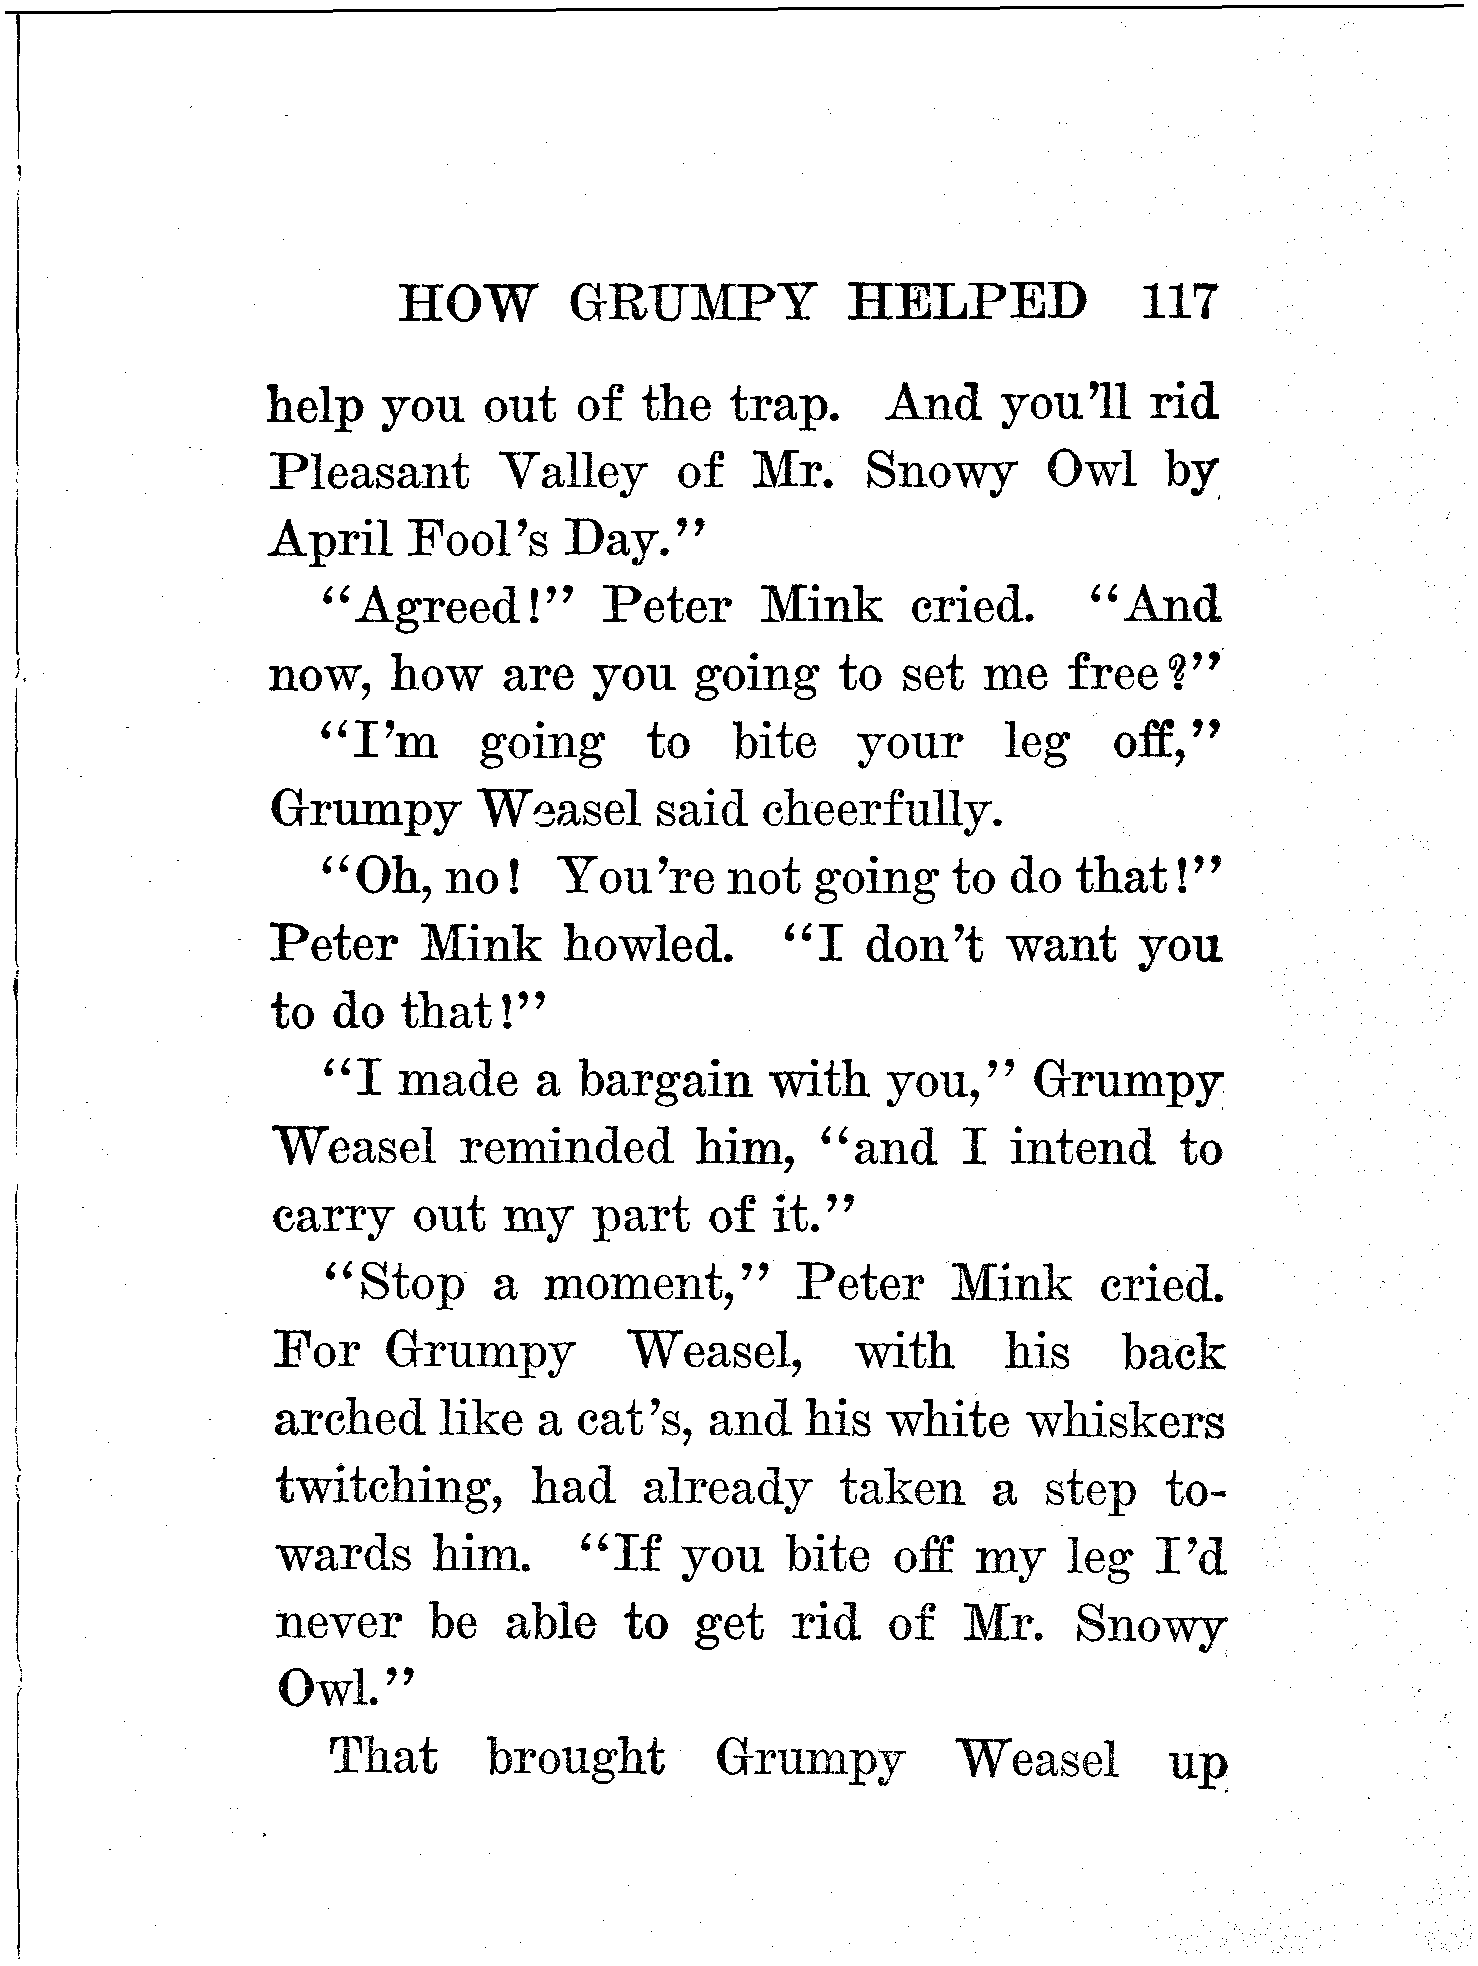 HOW GRUMPY HELPED 117
help you out of the trap. And you'll rid
Pleasant Valley of Mr. Snowy Owl by
April Fool's Day."
"Agreed!" Peter Mink cried. "And
now, how are you going to set me free?"
"I'm going to bite your leg off,"
Grumpy Weasel said cheerfully.
"Oh, no! You're not going to do that!"
Peter Mink howled. "I don't want you
to do that!"
"I made a bargain with you," Grumpy
Weasel reminded him, "and I intend to
carry out my part of it."
"Stop a moment," Peter Mink cried.
For Grumpy Weasel, with his back
arched like a cat's, and his white whiskers
twitching, had already taken a step to-
wards him. "If you bite off my leg I'd
never be able to get rid of Mr. Snowy
Owl."
That brought Grumpy Weasel up